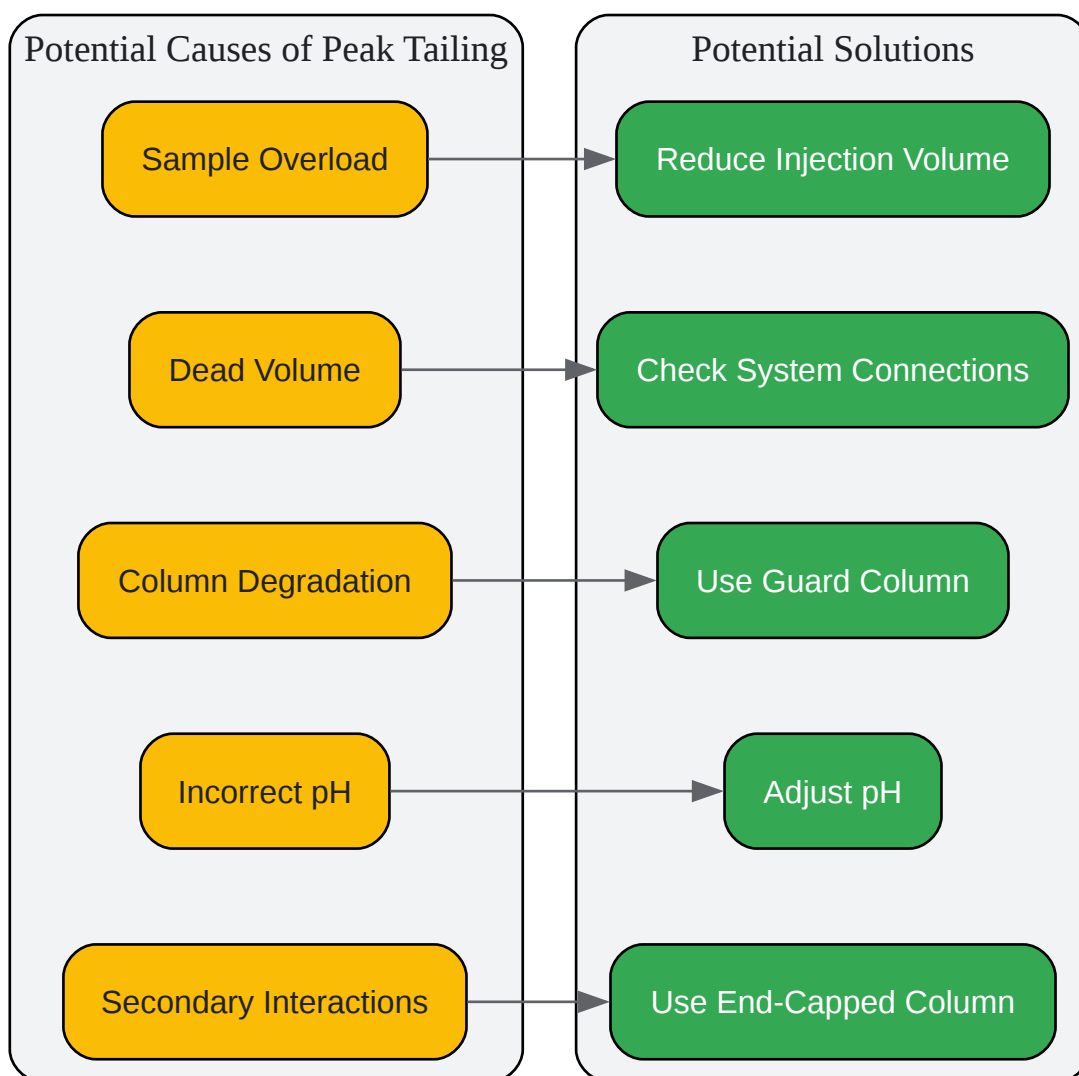 Potential Causes of Peak Tailing
Potential Solutions
Sample Overload
Reduce Injection Volume
Dead Volume
Check System Connections
Column Degradation
Use Guard Column
Incorrect pH
Adjust pH
Secondary Interactions
Use End-Capped Column